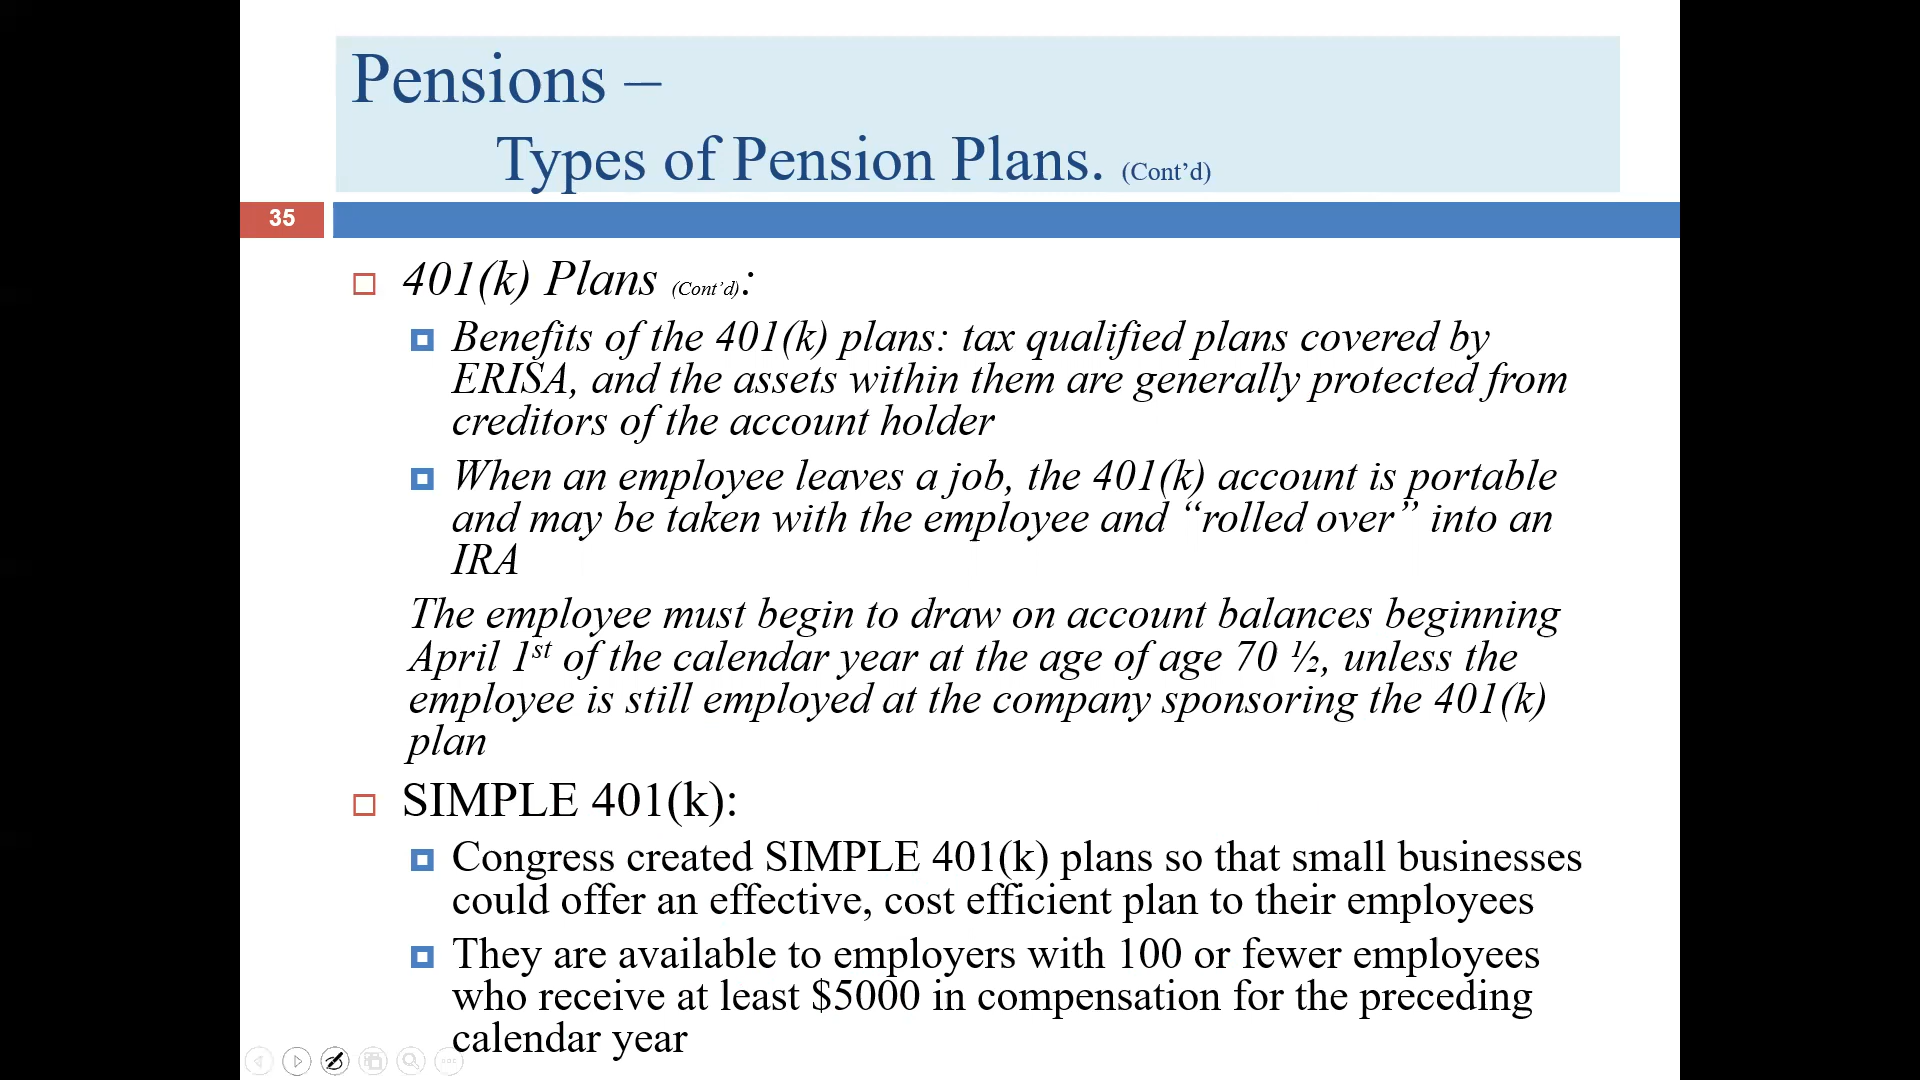 Pensions –
Types of Pension Plans. (Cont’d)
35
401(k) Plans (Cont’d):
Benefits of the 401(k) plans: tax qualified plans covered by
ERISA, and the assets within them are generally protected from
creditors of the account holder
When an employee leaves a job, the 401(k) account is portable
and may be taken with the employee and “rolled over” into an
IRA
The employee must begin to draw on account balances beginning
April 1st of the calendar year at the age of age 70 ½, unless the
employee is still employed at the company sponsoring the 401(k)
plan
SIMPLE 401(k):
Congress created SIMPLE 401(k) plans so that small businesses
could offer an effective, cost efficient plan to their employees
They are available to employers with 100 or fewer employees
who receive at least $5000 in compensation for the preceding
calendar year